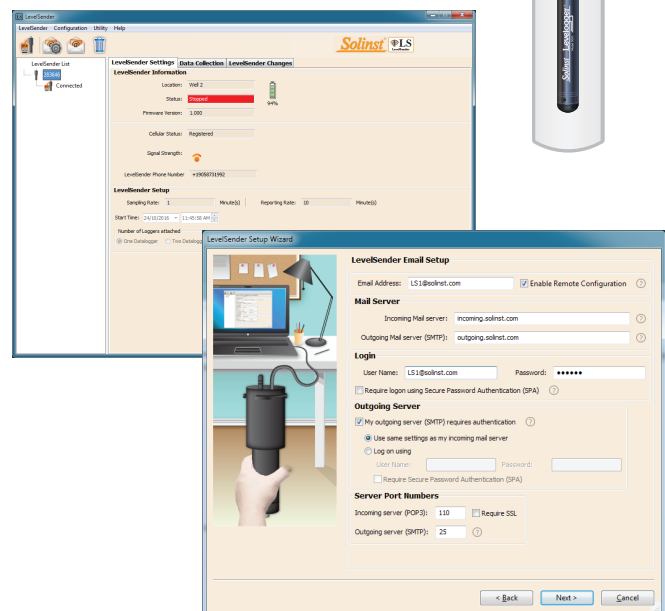 LevelSender
LevelSender Configuration Utility Help
Solinst LS
LevelSender List
283646
Connected
LevelSender Settings Data Collection LevelSender Changes
LevelSender Information
Location: Well 2
Status: Stopped
94%
Firmware Version: 1.000
Cellular Status: Registered
Signal Strength:
LevelSender Phone Number +19058731992
LevelSender Setup
Sampling Rate: 1 Minute(s) Reporting Rate: 10 Minute(s)
Start Time: 24/10/2016 11:45:58 AM
Number of Loggers attached
One Datalogger Two Datalogg
Solinst Levelogger
LevelSender Setup Wizard
LevelSender Email Setup
Email Address: LS1@solinst.com Enable Remote Configuration ?
Mail Server
Incoming Mail server: incoming.solinst.com ?
Outgoing Mail server (SMTP): outgoing.solinst.com ?
Login
User Name: LS1@solinst.com Password: ••••••
Require logon using Secure Password Authentication (SPA) ?
Outgoing Server
My outgoing server (SMTP) requires authentication ?
Use same settings as my incoming mail server
Log on using
User Name: Password:
Require Secure Password Authentication (SPA)
Server Port Numbers
Incoming server (POP3): 110 Require SSL
Outgoing server (SMTP): 25 ?
< Back Next > Cancel